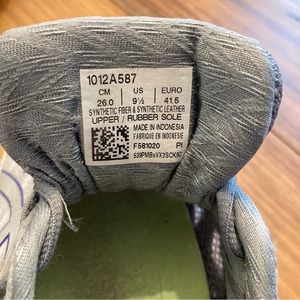 1012A587
CM US EURO
26.0 9½ 41.5
SYNTHETIC FIBER & SYNTHETIC LEATHER
UPPER / RUBBER SOLE
MADE IN INDONESIA
FABRIQUE EN INDONESIE
F581020 PI